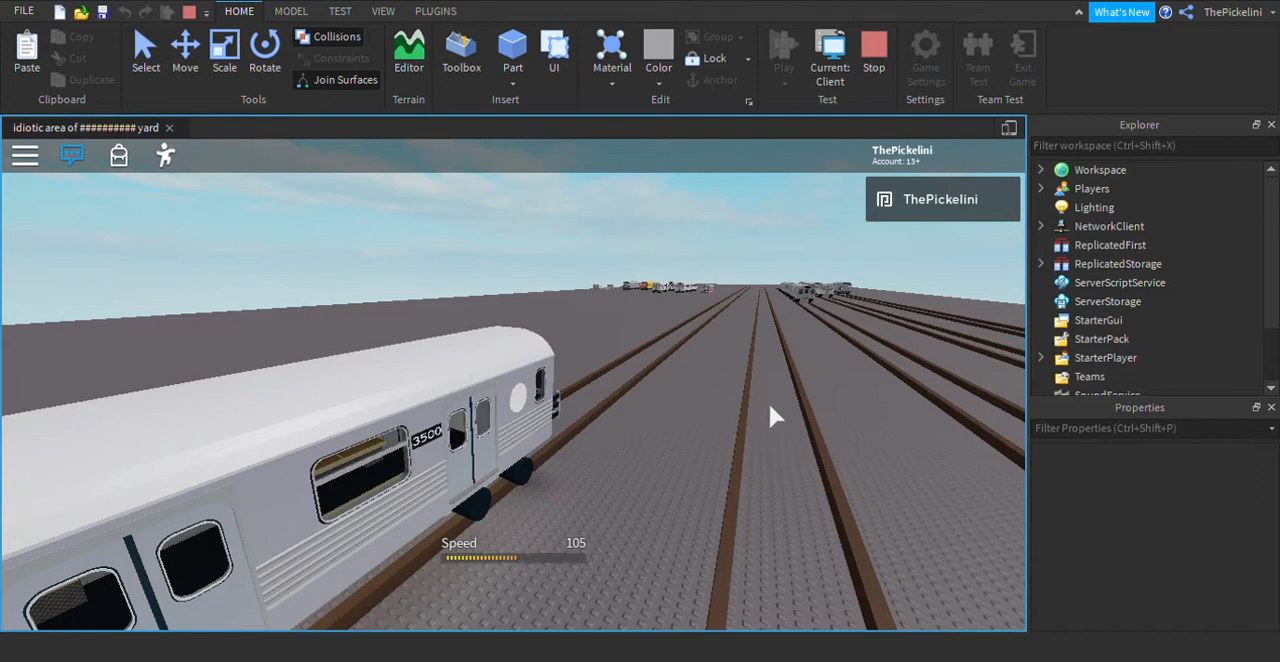 FILE
HOME
MODEL
TEST
VIEW
PLUGINS
What's New
ThePickelini
Paste
Copy
Cut
Duplicate
Clipboard
Select
Move
Scale
Rotate
Collisions
Constraints
Join Surfaces
Tools
Editor
Terrain
Toolbox
Part
UI
Insert
Material
Color
Group
Lock
Anchor
Edit
Play
Current:
Client
Stop
Test
Game
Settings
Settings
Team
Test
Exit
Game
Team Test
idiotic area of ########## yard
ThePickelini
Account: 13+
ThePickelini
3500
Speed 105
Explorer
Filter workspace (Ctrl+Shift+X)
Workspace
Players
Lighting
NetworkClient
ReplicatedFirst
ReplicatedStorage
ServerScriptService
ServerStorage
StarterGui
StarterPack
StarterPlayer
Teams
SoundService
Properties
Filter Properties (Ctrl+Shift+P)